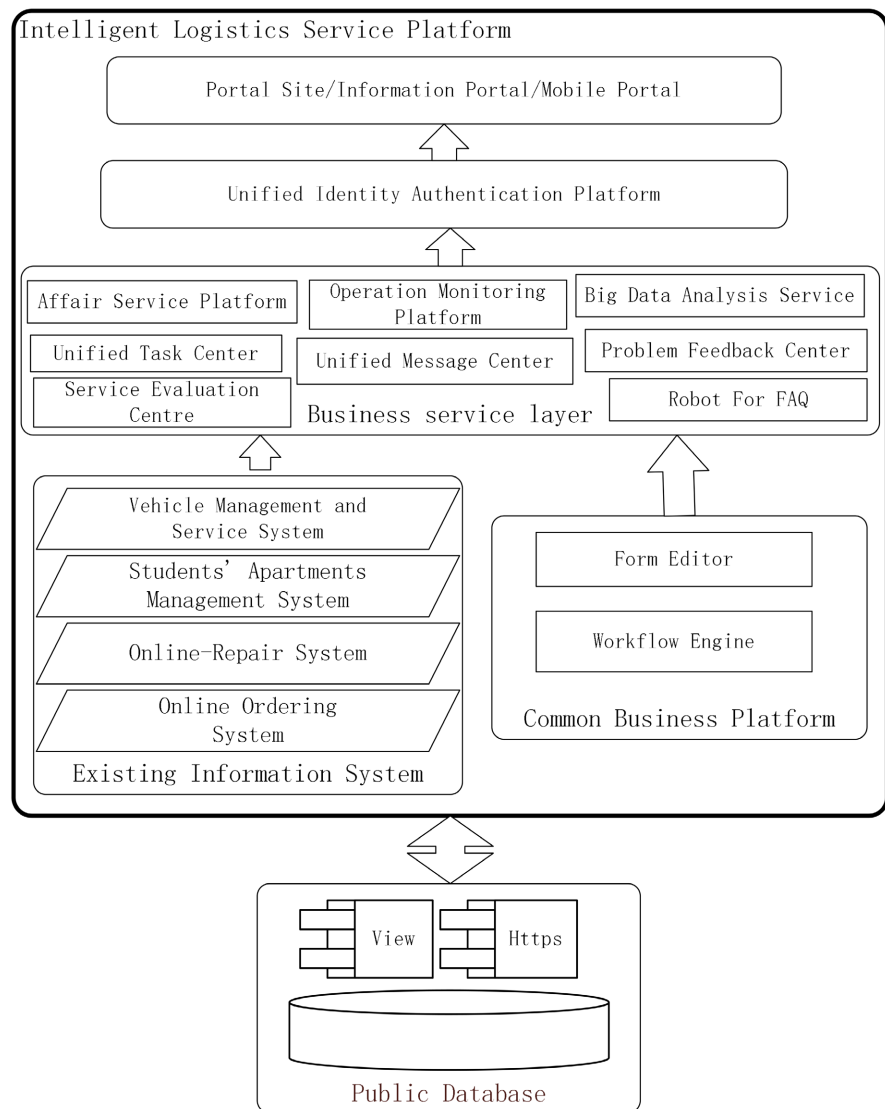 Intelligent Logistics Service Platform
Portal Site/Information Portal/Mobile Portal
Unified Identity Authentication Platform
Affair Service Platform
Operation Monitoring
Platform
Big Data Analysis Service
Unified Task Center
Unified Message Center
Problem Feedback Center
Service Evaluation
Centre
Robot For FAQ
Business service layer
Vehicle Management and
Service System
Students' Apartments
Management System
Online-Repair System
Online Ordering
System
Existing Information System
Form Editor
Workflow Engine
Common Business Platform
View
Https
Public Database